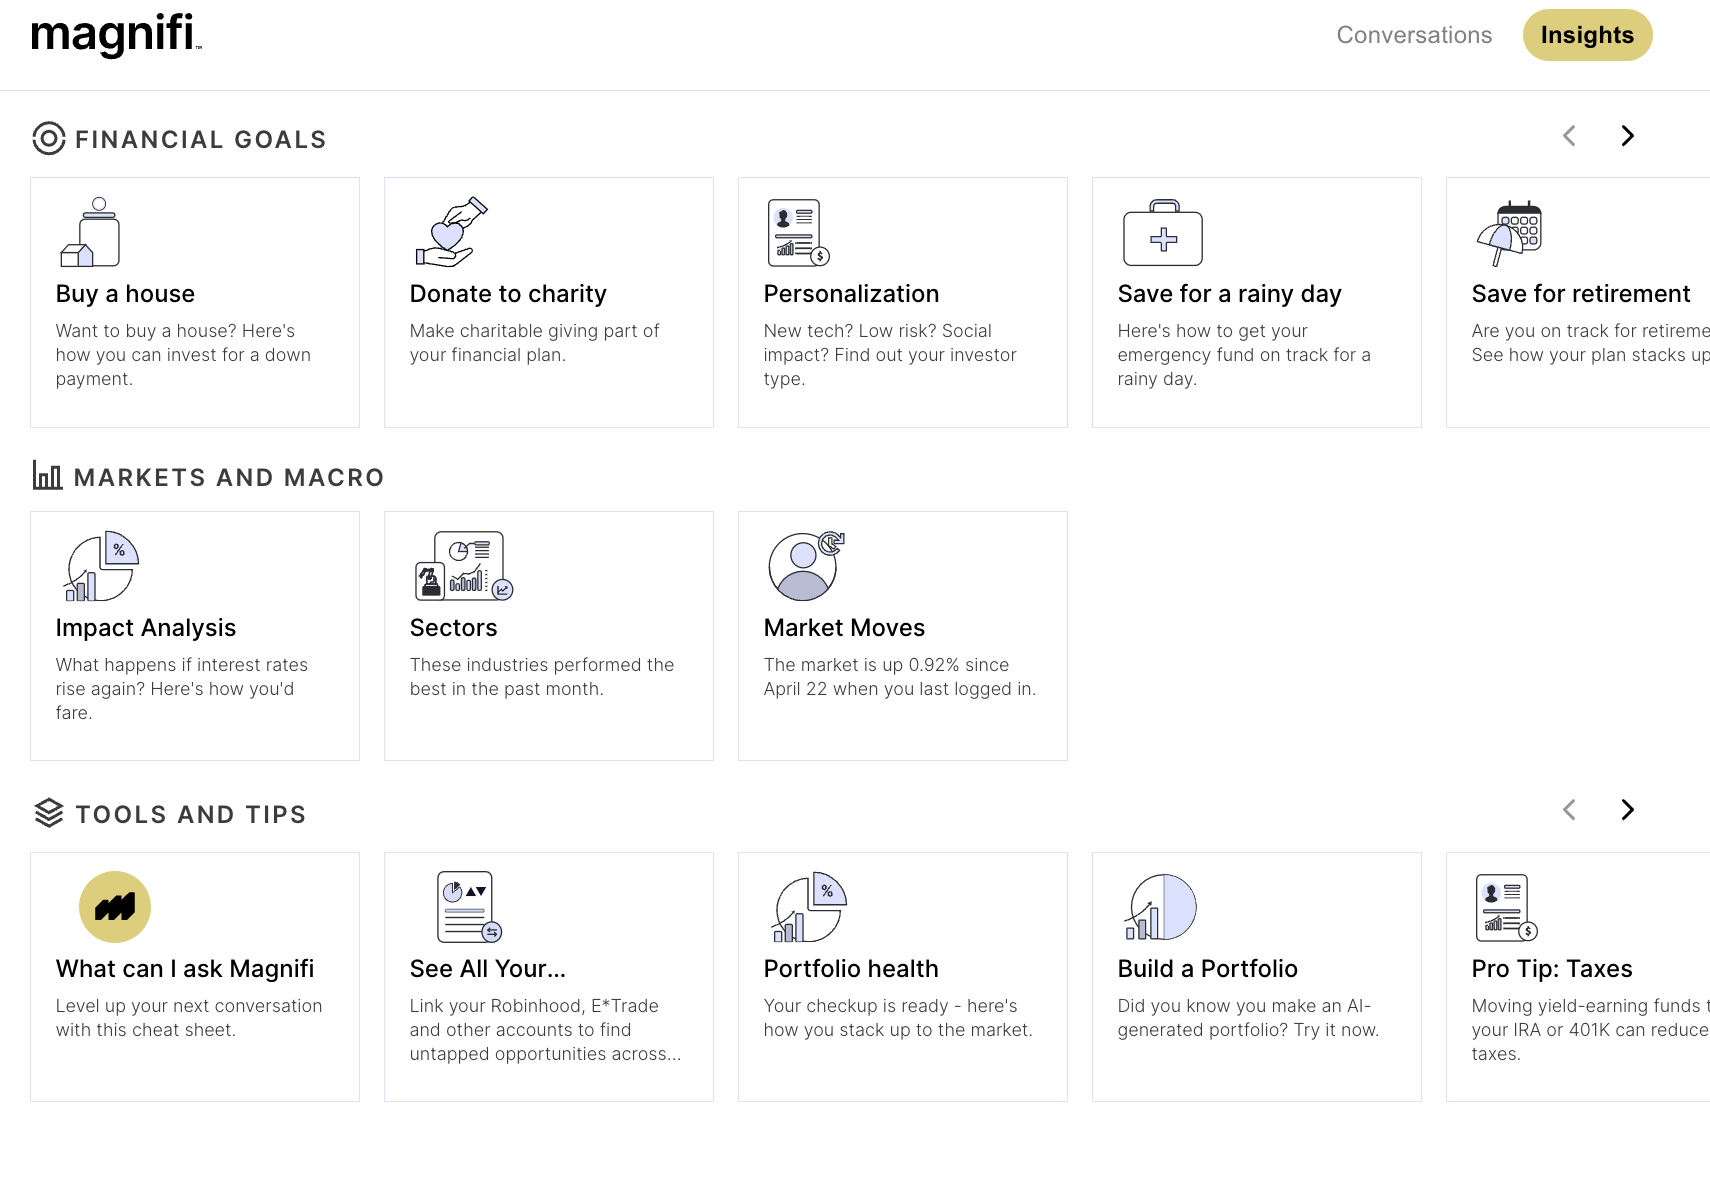 magnifi™
Conversations
Insights
FINANCIAL GOALS
Buy a house
Want to buy a house? Here's
how you can invest for a down
payment.
Donate to charity
Make charitable giving part of
your financial plan.
Personalization
New tech? Low risk? Social
impact? Find out your investor
type.
Save for a rainy day
Here's how to get your
emergency fund on track for a
rainy day.
Save for retirement
Are you on track for retireme
See how your plan stacks up
MARKETS AND MACRO
%
Impact Analysis
What happens if interest rates
rise again? Here's how you'd
fare.
Sectors
These industries performed the
best in the past month.
Market Moves
The market is up 0.92% since
April 22 when you last logged in.
TOOLS AND TIPS
What can I ask Magnifi
Level up your next conversation
with this cheat sheet.
See All Your...
Link your Robinhood, E*Trade
and other accounts to find
untapped opportunities across...
%
Portfolio health
Your checkup is ready - here's
how you stack up to the market.
Build a Portfolio
Did you know you make an AI-
generated portfolio? Try it now.
$
Pro Tip: Taxes
Moving yield-earning funds t
your IRA or 401K can reduce
taxes.